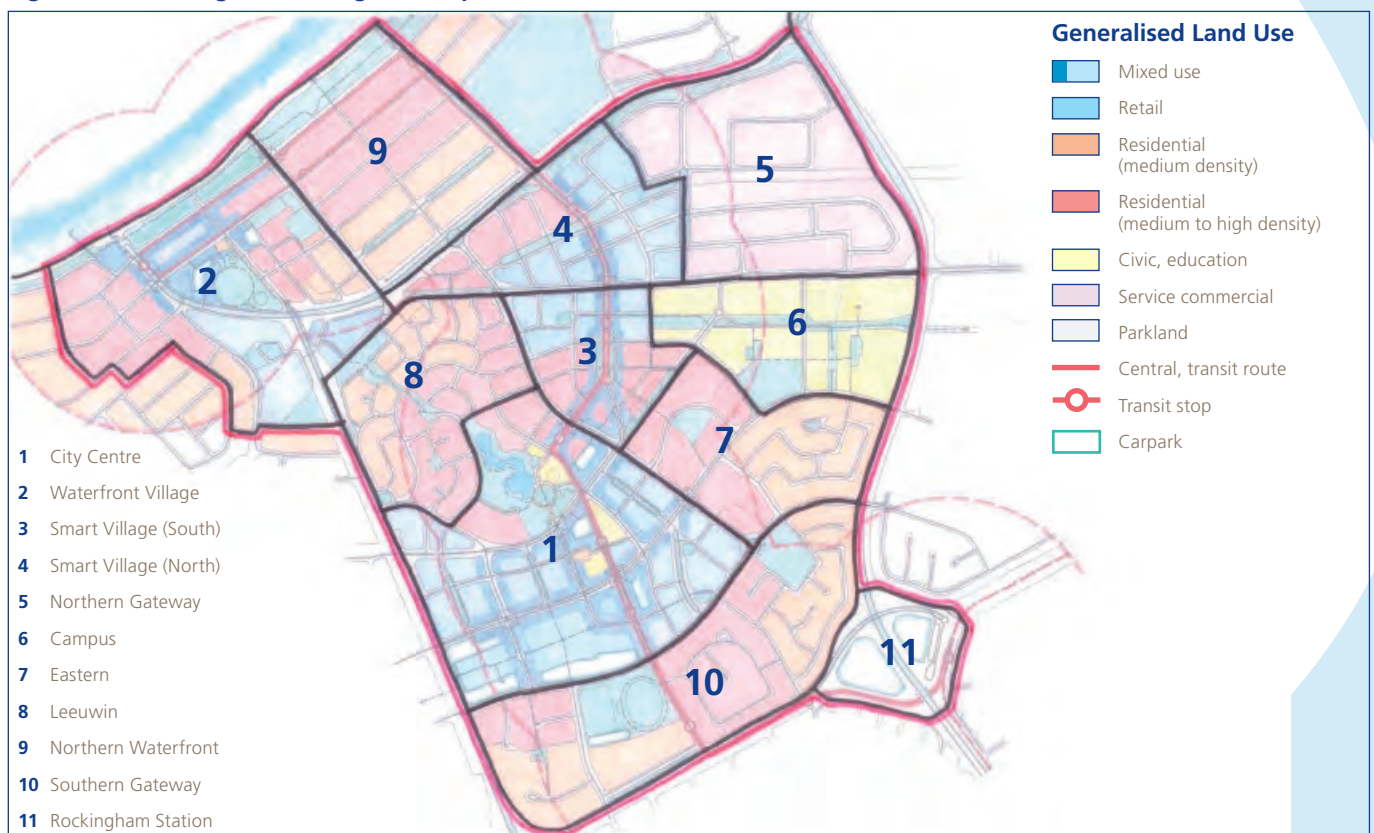 Generalised Land Use
Mixed use
Retail
Residential
(medium density)
Residential
(medium to high density)
Civic, education
Service commercial
Parkland
Central, transit route
Transit stop
Carpark
9
5
4
2
6
3
8
7
1
10
11
1 City Centre
2 Waterfront Village
3 Smart Village (South)
4 Smart Village (North)
5 Northern Gateway
6 Campus
7 Eastern
8 Leeuwin
9 Northern Waterfront
10 Southern Gateway
11 Rockingham Station